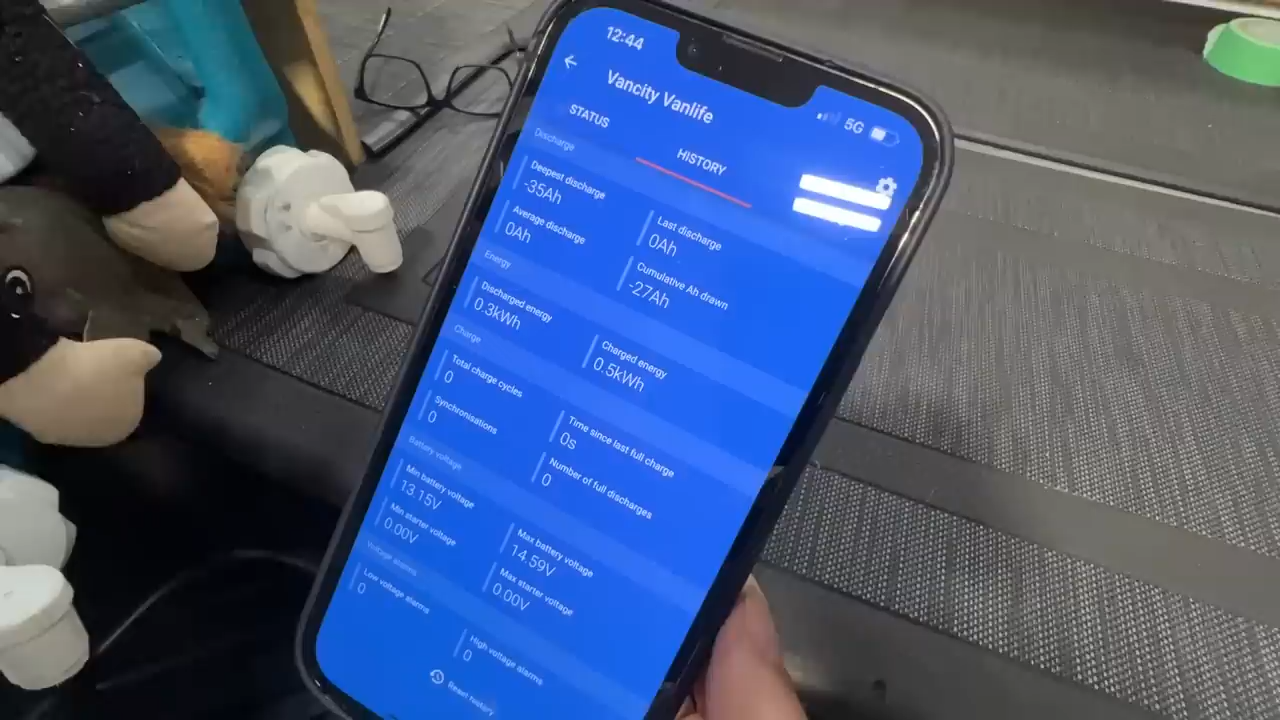 12:44
5G
Vancity Vanlife
STATUS
HISTORY
Discharge
Deepest discharge
-35Ah
Last discharge
0Ah
Average discharge
0Ah
Cumulative Ah drawn
-27Ah
Energy
Discharged energy
0.3kWh
Charged energy
0.5kWh
Charge
Total charge cycles
0
Time since last full charge
0s
Synchronisations
0
Number of full discharges
0
Battery voltage
Min battery voltage
13.15V
Max battery voltage
14.59V
Min starter voltage
0.00V
Max starter voltage
0.00V
Voltage alarms
Low voltage alarms
0
High voltage alarms
0
Reset history